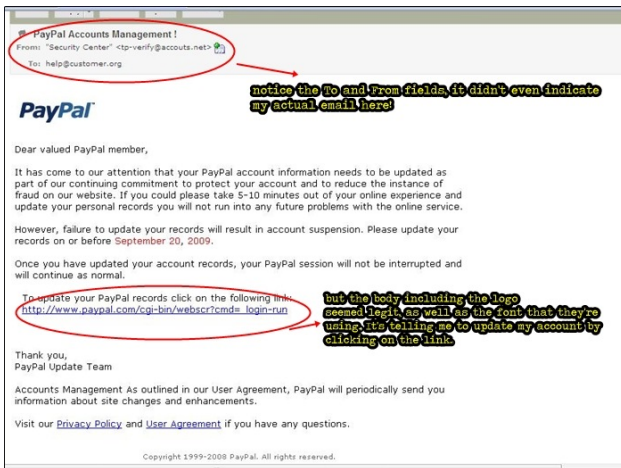 PayPal Accounts Management !
From: "Security Center" <tp-verify@accouts.net>
To: help@customer.org
notice the To and From fields, it didn't even indicate
my actual email here!
PayPal
Dear valued PayPal member,
It has come to our attention that your PayPal account information needs to be updated as
part of our continuing commitment to protect your account and to reduce the instance of
fraud on our website. If you could please take 5-10 minutes out of your online experience and
update your personal records you will not run into any future problems with the online service.
However, failure to update your records will result in account suspension. Please update your
records on or before September 20, 2009.
Once you have updated your account records, your PayPal session will not be interrupted and
will continue as normal.
To update your PayPal records click on the following link:
http://www.paypal.com/cgi-bin/webscr?cmd=_login-run
but the body including the logo
seemed legit, as well as the font that they're
using. It's telling me to update my account by
clicking on the link.
Thank you,
PayPal Update Team
Accounts Management As outlined in our User Agreement, PayPal will periodically send you
information about site changes and enhancements.
Visit our Privacy Policy and User Agreement if you have any questions.
Copyright 1999-2008 PayPal. All rights reserved.